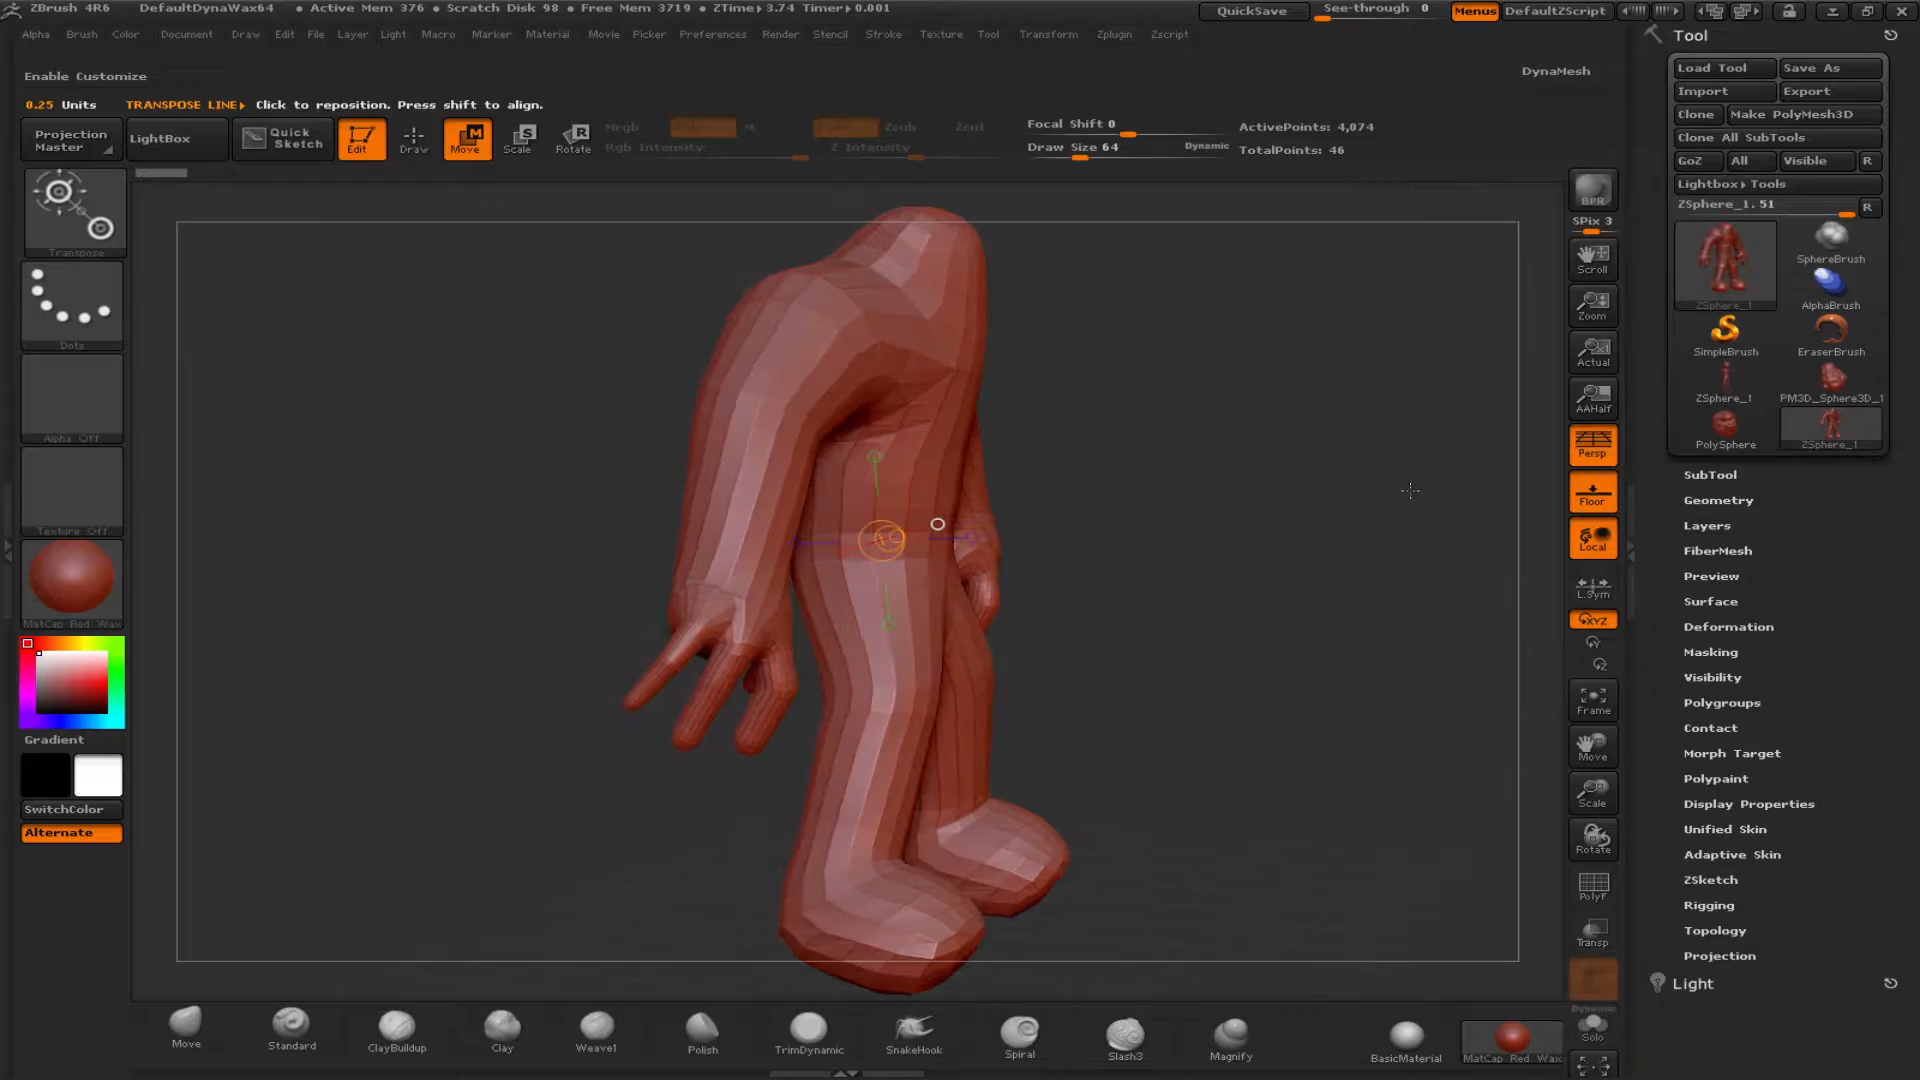 ZBrush 4R6 DefaultDynaWax64 • Active Mem 376 • Scratch Disk 98 • Free Mem 3719 • ZTime▸3.74 Timer▸0.001 QuickSave See-through 0 Menus DefaultZScript
Alpha Brush Color Document Draw Edit File Layer Light Macro Marker Material Movie Picker Preferences Render Stencil Stroke Texture Tool Transform Zplugin Zscript
Enable Customize
DynaMesh
0.25 Units TRANSPOSE LINE▸ Click to reposition. Press shift to align.
Projection Master
LightBox
Quick Sketch
Edit
Draw
Move
Scale
Rotate
Mrgb M Zsub Zcut
Rgb Intensity Z Intensity
Focal Shift 0
Draw Size 64 Dynamic
ActivePoints: 4,074
TotalPoints: 46
Transpose
Dots
Alpha Off
Texture Off
MatCap Red Wax
Gradient
SwitchColor
Alternate
BPR
SPix 3
Scroll
Zoom
Actual
AAHalf
Persp
Floor
Local
L.Sym
XYZ
Y
Z
Frame
Move
Scale
Rotate
PolyF
Transp
Dynamic
Solo
Tool
Load Tool Save As
Import Export
Clone Make PolyMesh3D
Clone All SubTools
GoZ All Visible R
Lightbox▸Tools
ZSphere_1. 51 R
ZSphere_1
SphereBrush
AlphaBrush
SimpleBrush EraserBrush
ZSphere_1 PM3D_Sphere3D_1
PolySphere ZSphere_1
SubTool
Geometry
Layers
FiberMesh
Preview
Surface
Deformation
Masking
Visibility
Polygroups
Contact
Morph Target
Polypaint
Display Properties
Unified Skin
Adaptive Skin
ZSketch
Rigging
Topology
Projection
Light
Move Standard ClayBuildup Clay Weave1 Polish TrimDynamic SnakeHook Spiral Slash3 Magnify BasicMaterial MatCap Red Wax